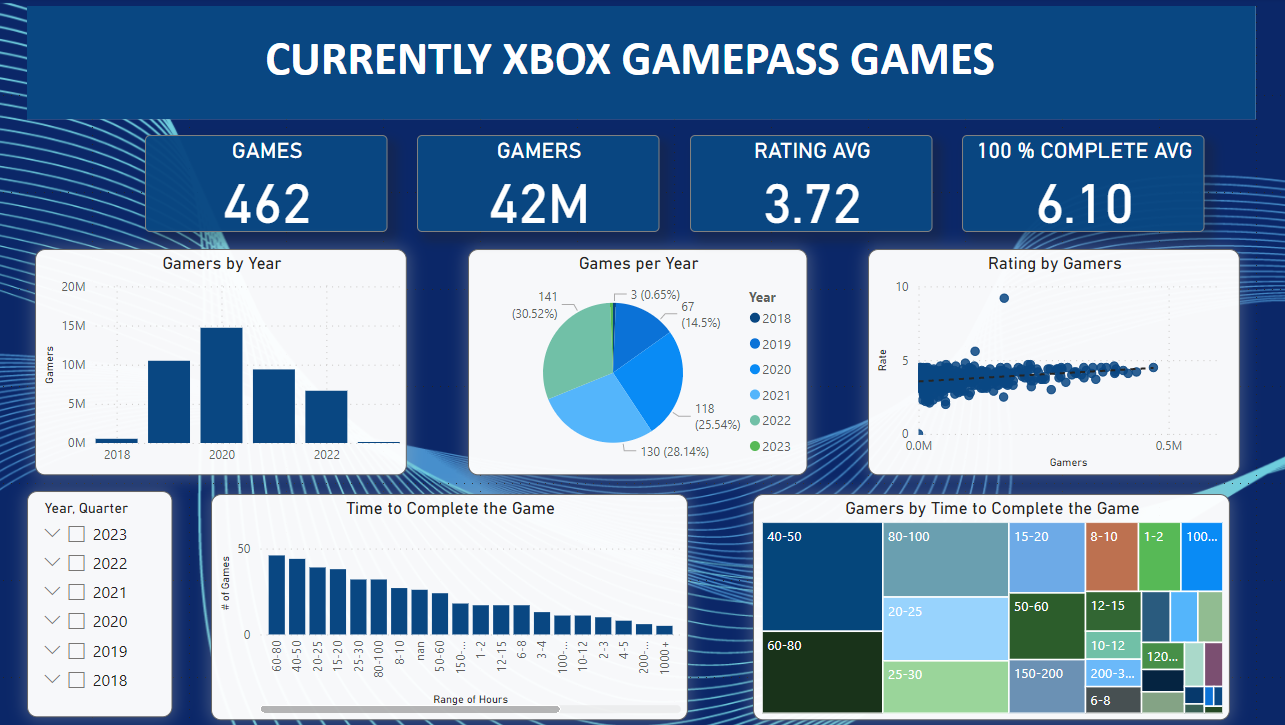 CURRENTLY XBOX GAMEPASS GAMES
GAMES
462
GAMERS
42M
RATING AVG
3.72
100 % COMPLETE AVG
6.10
Gamers by Year
20M
15M
10M
5M
0M
Gamers
2018
2020
2022
Games per Year
141
(30.52%)
3 (0.65%)
67
(14.5%)
118
(25.54%)
130 (28.14%)
Year
2018
2019
2020
2021
2022
2023
Rating by Gamers
10
5
0
Rate
0.0M
0.5M
Gamers
Year, Quarter
2023
2022
2021
2020
2019
2018
Time to Complete the Game
50
0
# of Games
60-80
40-50
20-25
15-20
25-30
80-100
8-10
nan
50-60
150-...
1-2
12-15
6-8
3-4
100-...
10-12
2-3
4-5
200-...
1000+
Range of Hours
Gamers by Time to Complete the Game
40-50
80-100
15-20
8-10
1-2
100...
60-80
20-25
50-60
12-15
25-30
150-200
10-12
120...
200-3...
6-8